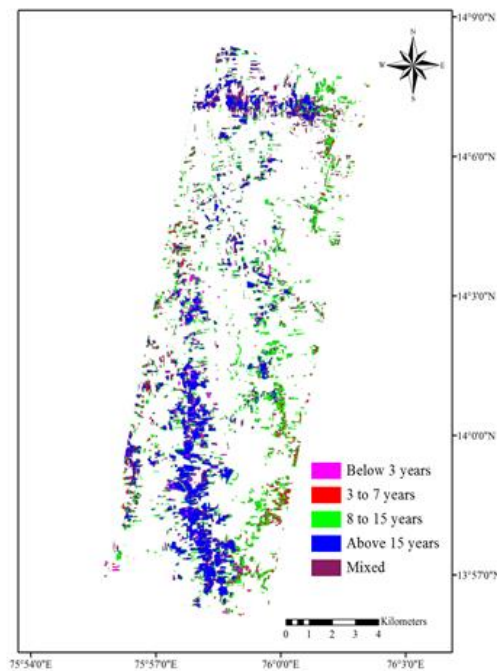 14°9'0"N
N
W E
S
14°6'0"N
14°3'0"N
14°0'0"N
Below 3 years
3 to 7 years
8 to 15 years
Above 15 years
Mixed
13°57'0"N
Kilometers
0 1 2 3 4
75°54'0"E 75°57'0"E 76°0'0"E 76°3'0"E